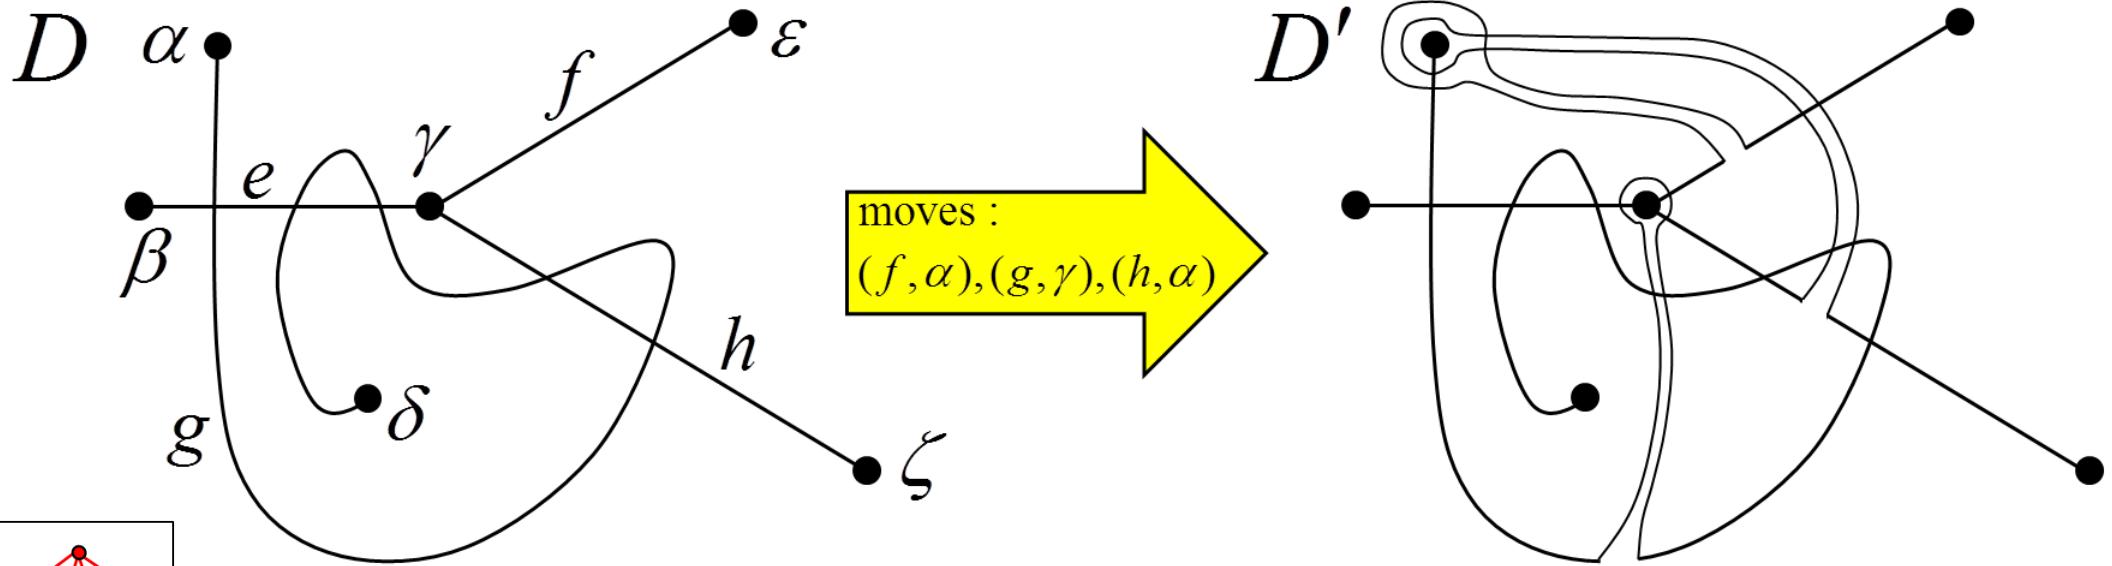 D
α
ε
f
γ
e
β
h
δ
g
ζ
moves :
(f,α),(g,γ),(h,α)
D′